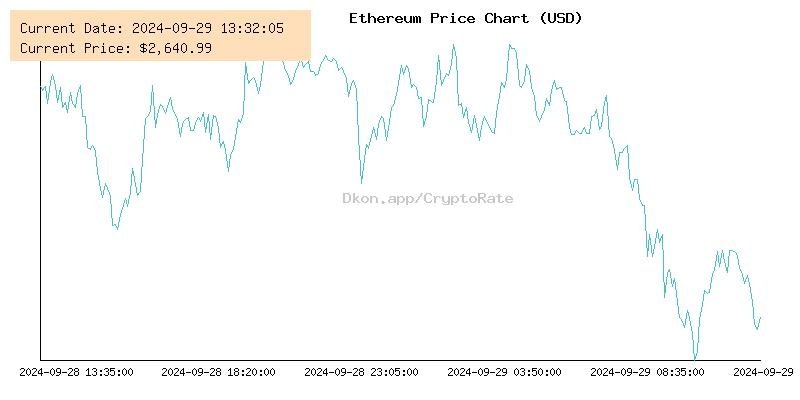 Ethereum Price Chart (USD)
Current Date: 2024-09-29 13:32:05
Current Price: $2,640.99
Dkon.app/CryptoRate
2024-09-28 13:35:00 2024-09-28 18:20:00 2024-09-28 23:05:00 2024-09-29 03:50:00 2024-09-29 08:35:00 2024-09-29